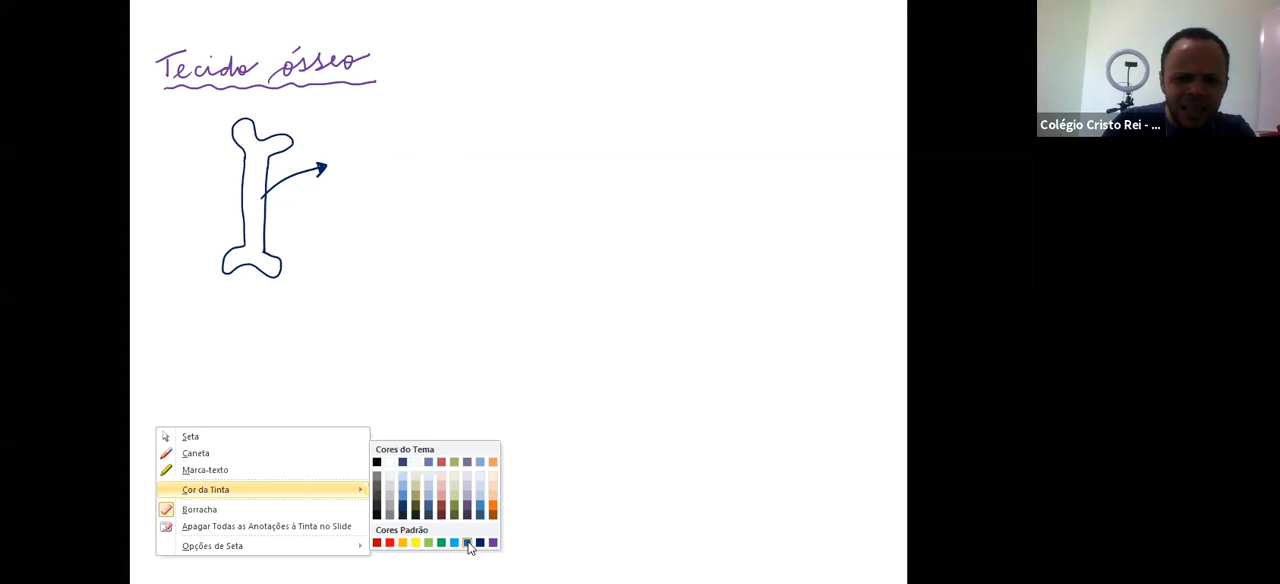 Tecido ósseo
Colégio Cristo Rei - ...
Seta
Caneta
Marca-texto
Cor da Tinta
Borracha
Apagar Todas as Anotações à Tinta no Slide
Opções de Seta
Cores do Tema
Cores Padrão